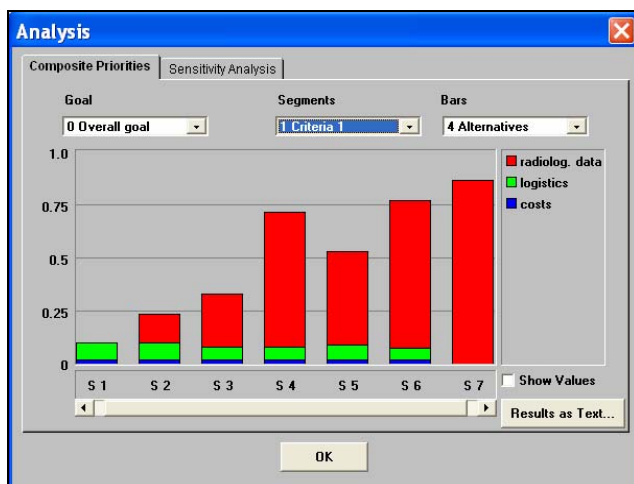 Analysis
Composite Priorities
Sensitivity Analysis
Goal
Segments
Bars
0 Overall goal
1 Criteria 1
4 Alternatives
1.0
0.75
0.5
0.25
0
radiolog. data
logistics
costs
S 1
S 2
S 3
S 4
S 5
S 6
S 7
Show Values
Results as Text...
OK